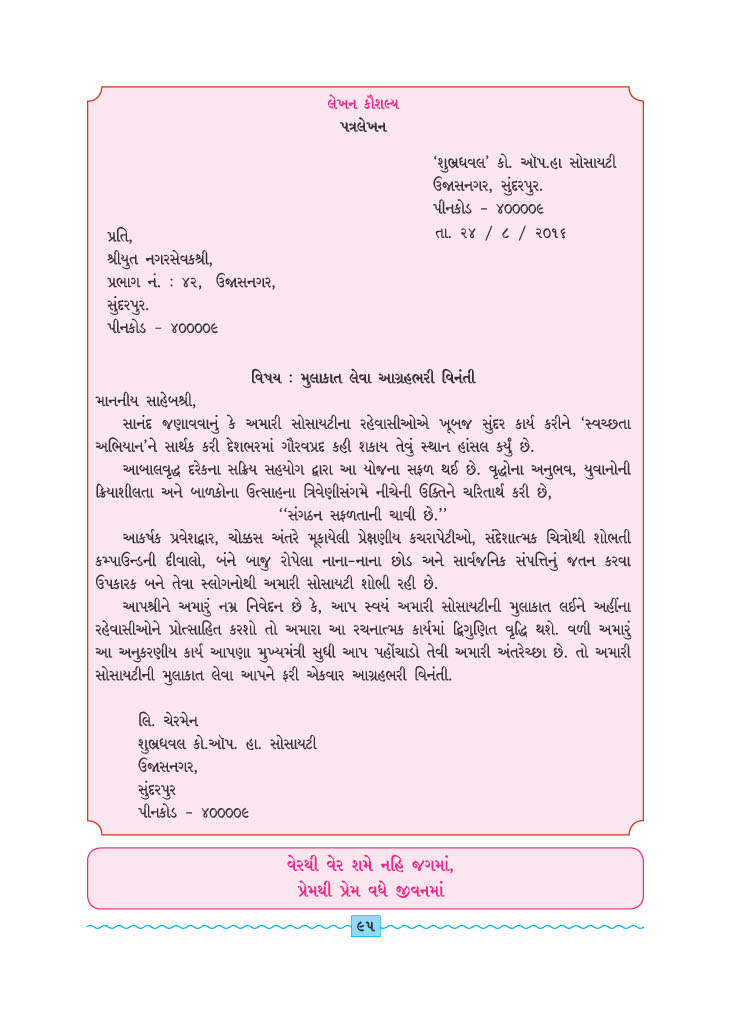 લેખન કૌશલ્ય
પત્રલેખન
‘શુભ્રધવલ’ કો. ઑપ.હા સોસાયટી
ઉજાસનગર, સુંદરપુર.
પીનકોડ – ૪૦૦૦૦૯
તા. ૨૪ / ૮ / ૨૦૧૬
પ્રતિ,
શ્રીયુત નગરસેવકશ્રી,
પ્રભાગ નં. : ૪૨, ઉજાસનગર,
સુંદરપુર.
પીનકોડ – ૪૦૦૦૦૯
વિષય : મુલાકાત લેવા આગ્રહભરી વિનંતી
માનનીય સાહેબશ્રી,
સાનંદ જણાવવાનું કે અમારી સોસાયટીના રહેવાસીઓએ ખૂબજ સુંદર કાર્ય કરીને ‘સ્વચ્છતા
અભિયાન’ને સાર્થક કરી દેશભરમાં ગૌરવપ્રદ કહી શકાય તેવું સ્થાન હાંસલ કર્યું છે.
આબાલવૃદ્ધ દરેકના સક્રિય સહયોગ દ્વારા આ યોજના સફળ થઈ છે. વૃદ્ધોના અનુભવ, યુવાનોની
ક્રિયાશીલતા અને બાળકોના ઉત્સાહના ત્રિવેણીસંગમે નીચેની ઉક્તિને ચરિતાર્થ કરી છે,
‘‘સંગઠન સફળતાની ચાવી છે.’’
આકર્ષક પ્રવેશદ્વાર, ચોક્કસ અંતરે મૂકાયેલી પ્રેક્ષણીય કચરાપેટીઓ, સંદેશાત્મક ચિત્રોથી શોભતી
કમ્પાઉન્ડની દીવાલો, બંને બાજુ રોપેલા નાના–નાના છોડ અને સાર્વજનિક સંપત્તિનું જતન કરવા
ઉપકારક બને તેવા સ્લોગનોથી અમારી સોસાયટી શોભી રહી છે.
આપશ્રીને અમારું નમ્ર નિવેદન છે કે, આપ સ્વયં અમારી સોસાયટીની મુલાકાત લઈને અહીંના
રહેવાસીઓને પ્રોત્સાહિત કરશો તો અમારા આ રચનાત્મક કાર્યમાં દ્વિગુણિત વૃદ્ધિ થશે. વળી અમારું
આ અનુકરણીય કાર્ય આપણા મુખ્યમંત્રી સુધી આપ પહોંચાડો તેવી અમારી અંતરેચ્છા છે. તો અમારી
સોસાયટીની મુલાકાત લેવા આપને ફરી એકવાર આગ્રહભરી વિનંતી.
લિ. ચેરમેન
શુભ્રધવલ કો.ઑપ. હા. સોસાયટી
ઉજાસનગર,
સુંદરપુર
પીનકોડ – ૪૦૦૦૦૯
વેરથી વેર શમે નહિ જગમાં,
પ્રેમથી પ્રેમ વધે જીવનમાં
૯૫